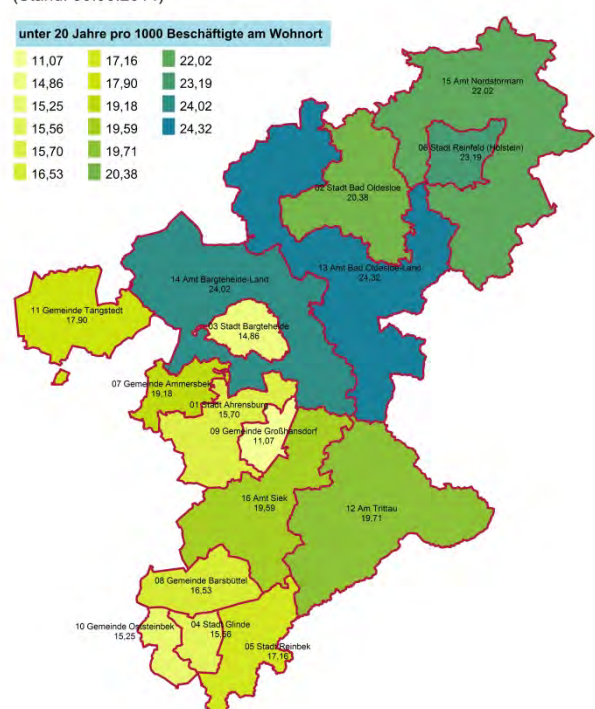 unter 20 Jahre pro 1000 Beschäftigte am Wohnort
11,07
14,86
15,25
15,56
15,70
16,53
17,16
17,90
19,18
19,59
19,71
20,38
22,02
23,19
24,02
24,32
15 Amt Nordstormarn
22,02
06 Stadt Reinfeld (Holstein)
23,19
02 Stadt Bad Oldesloe
20,38
13 Amt Bad Oldesloe-Land
24,32
14 Amt Bargteheide-Land
24,02
11 Gemeinde Tangstedt
17,90
03 Stadt Bargteheide
14,86
07 Gemeinde Ammersbek
19,18
01 Stadt Ahrensburg
15,70
09 Gemeinde Großhansdorf
11,07
16 Amt Siek
19,59
12 Am Trittau
19,71
08 Gemeinde Barsbüttel
16,53
10 Gemeinde Oststeinbek
15,25
04 Stadt Glinde
15,56
05 Stadt Reinbek
17,16